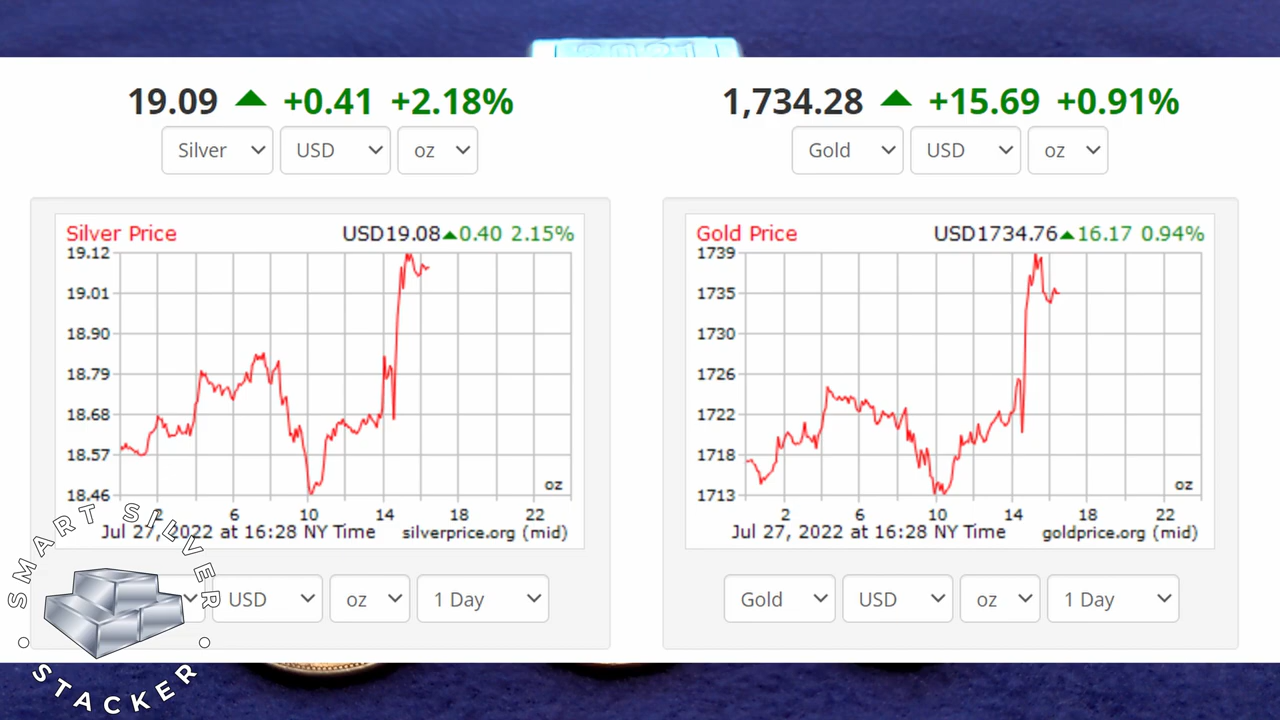 2021
19.09 ▲ +0.41 +2.18%
Silver USD oz
Silver Price USD19.08▲0.40 2.15%
19.12
19.01
18.90
18.79
18.68
18.57
18.46
oz
2 6 10 14 18 22
Jul 27, 2022 at 16:28 NY Time silverprice.org (mid)
USD oz 1 Day
1,734.28 ▲ +15.69 +0.91%
Gold USD oz
Gold Price USD1734.76▲16.17 0.94%
1739
1735
1730
1726
1722
1718
1713
oz
2 6 10 14 18 22
Jul 27, 2022 at 16:28 NY Time goldprice.org (mid)
Gold USD oz 1 Day
SMART SILVER
STACKER